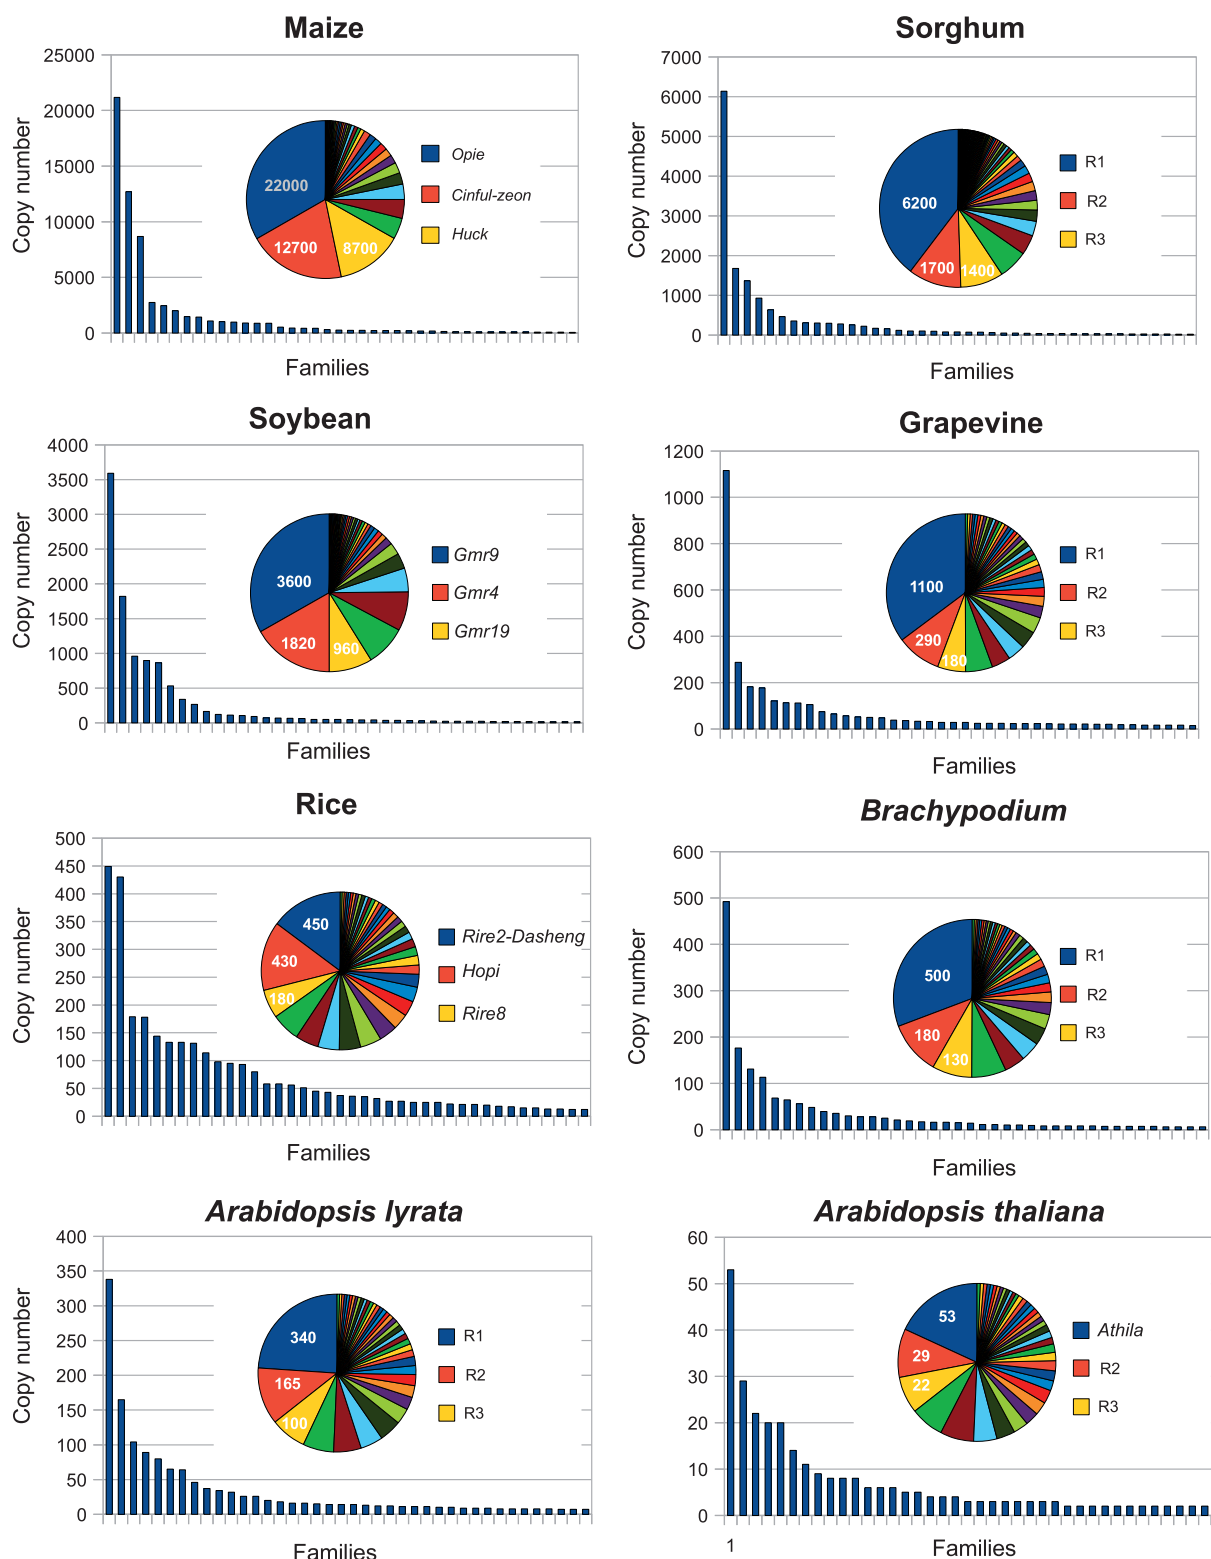 Maize
25000
20000
15000
10000
5000
0
Copy number
22000
12700
8700
Opie
Cinful-zeon
Huck
Families
Sorghum
7000
6000
5000
4000
3000
2000
1000
0
Copy number
6200
1700
1400
R1
R2
R3
Families
Soybean
4000
3500
3000
2500
2000
1500
1000
500
0
Copy number
3600
1820
960
Gmr9
Gmr4
Gmr19
Families
Grapevine
1200
1000
800
600
400
200
0
Copy number
1100
290
180
R1
R2
R3
Families
Rice
500
450
400
350
300
250
200
150
100
50
0
Copy number
450
430
180
Rire2-Dasheng
Hopi
Rire8
Families
Brachypodium
600
500
400
300
200
100
0
Copy number
500
180
130
R1
R2
R3
Families
Arabidopsis lyrata
400
350
300
250
200
150
100
50
0
Copy number
340
165
100
R1
R2
R3
Families
Arabidopsis thaliana
60
50
40
30
20
10
0
Copy number
53
29
22
Athila
R2
R3
1
Families